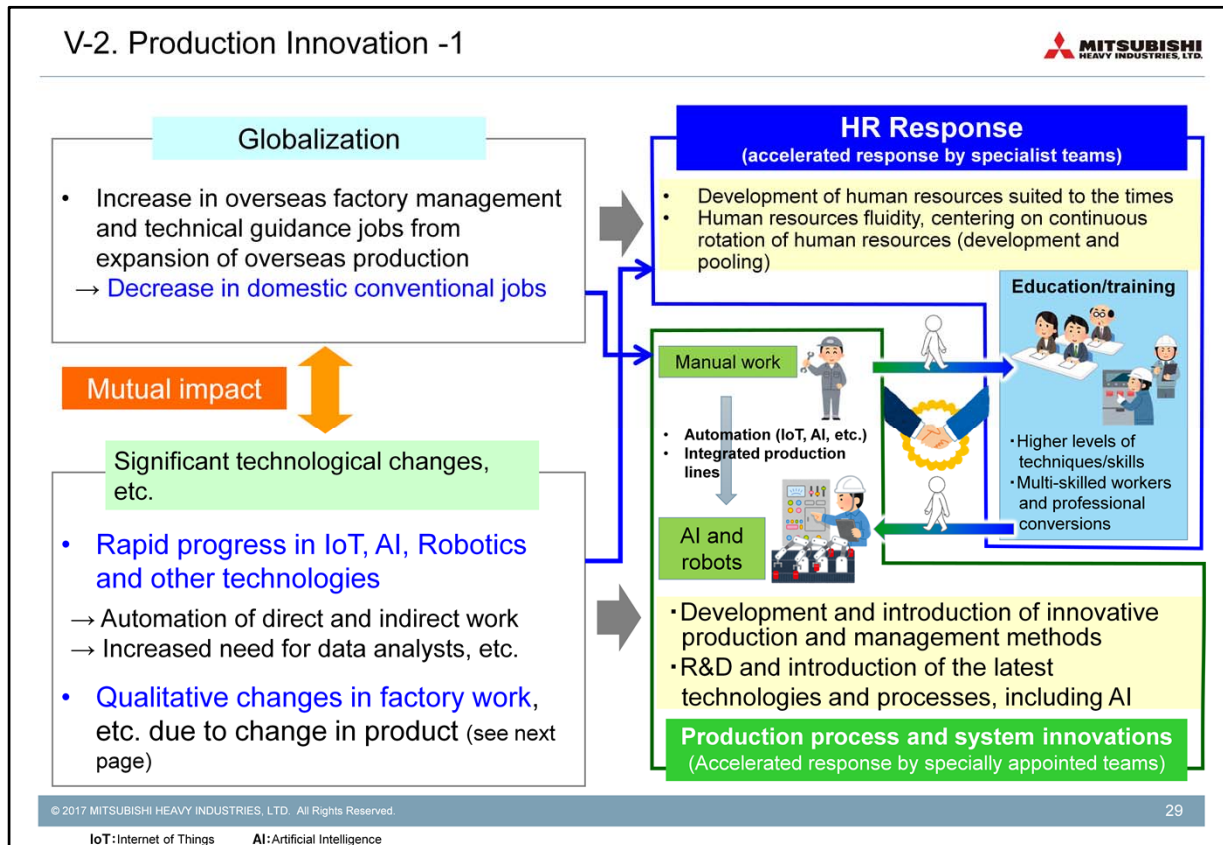 V-2. Production Innovation -1
MITSUBISHI
HEAVY INDUSTRIES, LTD.
Globalization
• Increase in overseas factory management
and technical guidance jobs from
expansion of overseas production
→ Decrease in domestic conventional jobs
Mutual impact
Significant technological changes,
etc.
• Rapid progress in IoT, AI, Robotics
and other technologies
→ Automation of direct and indirect work
→ Increased need for data analysts, etc.
• Qualitative changes in factory work,
etc. due to change in product (see next
page)
HR Response
(accelerated response by specialist teams)
• Development of human resources suited to the times
• Human resources fluidity, centering on continuous
rotation of human resources (development and
pooling)
Education/training
・Higher levels of
techniques/skills
・Multi-skilled workers
and professional
conversions
Manual work
• Automation (IoT, AI, etc.)
• Integrated production
lines
AI and
robots
・Development and introduction of innovative
production and management methods
・R&D and introduction of the latest
technologies and processes, including AI
Production process and system innovations
(Accelerated response by specially appointed teams)
© 2017 MITSUBISHI HEAVY INDUSTRIES, LTD. All Rights Reserved.
29
IoT:Internet of Things AI:Artificial Intelligence